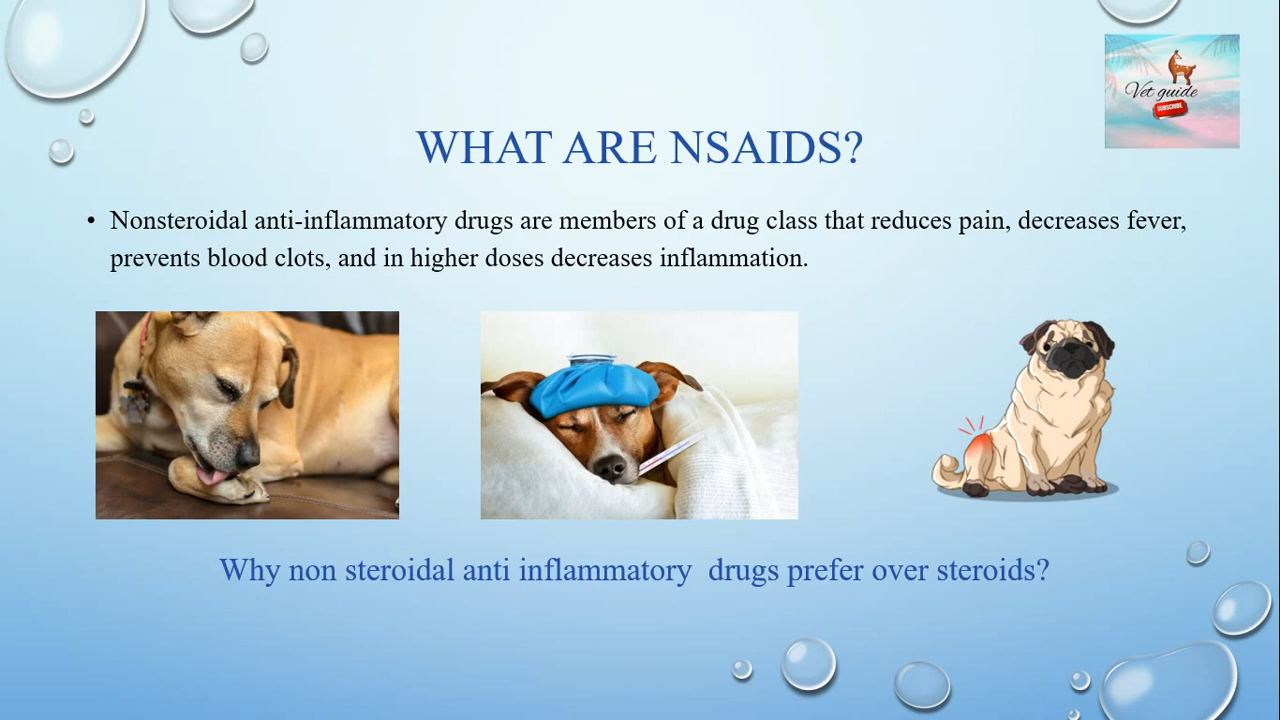 Vet guide
SUBSCRIBE
WHAT ARE NSAIDS?
• Nonsteroidal anti-inflammatory drugs are members of a drug class that reduces pain, decreases fever,
prevents blood clots, and in higher doses decreases inflammation.
Why non steroidal anti inflammatory  drugs prefer over steroids?